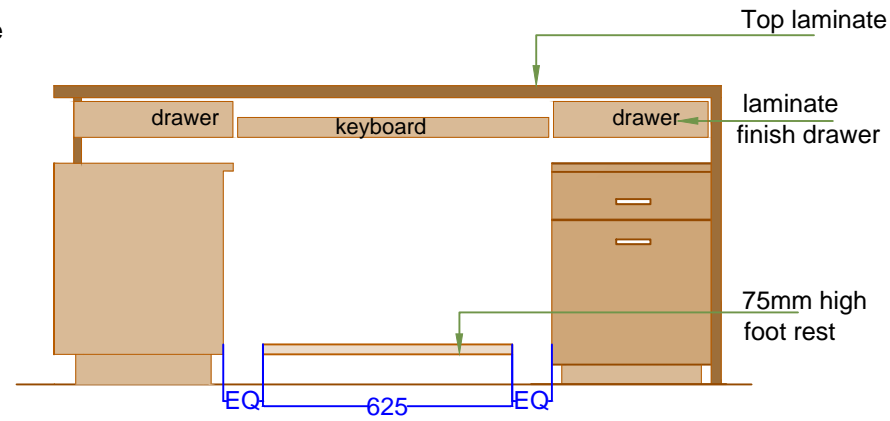 e
Top laminate
drawer
keyboard
drawer
laminate
finish drawer
75mm high
foot rest
EQ
625
EQ